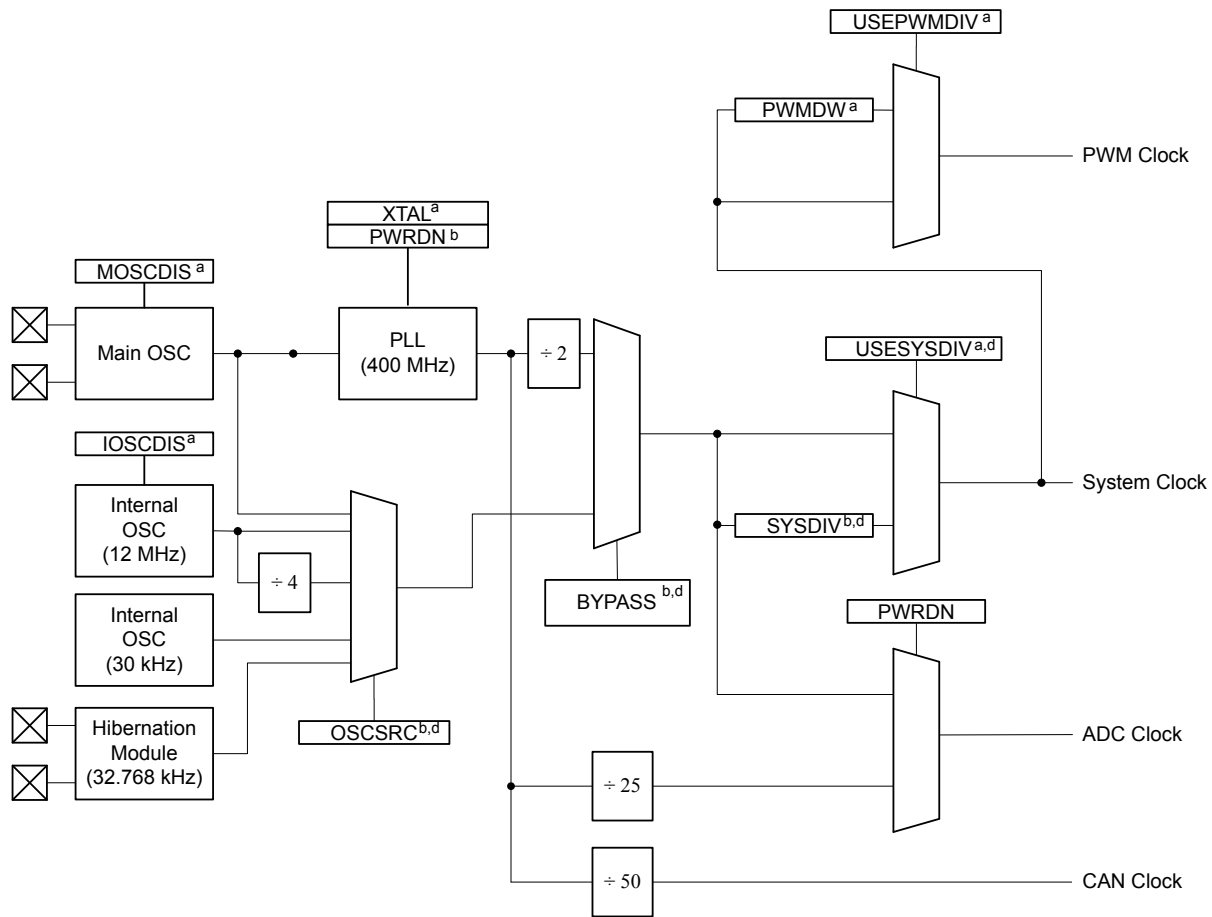 USEPWMDIV a
PWMDW a
PWM Clock
XTAL a
PWRDN b
MOSCDIS a
Main OSC
PLL
(400 MHz)
÷ 2
USESYSDIV a,d
IOSCDIS a
System Clock
Internal
OSC
(12 MHz)
÷ 4
SYSDIV b,d
BYPASS b,d
Internal
OSC
(30 kHz)
PWRDN
OSCSRC b,d
Hibernation
Module
(32.768 kHz)
ADC Clock
÷ 25
÷ 50
CAN Clock